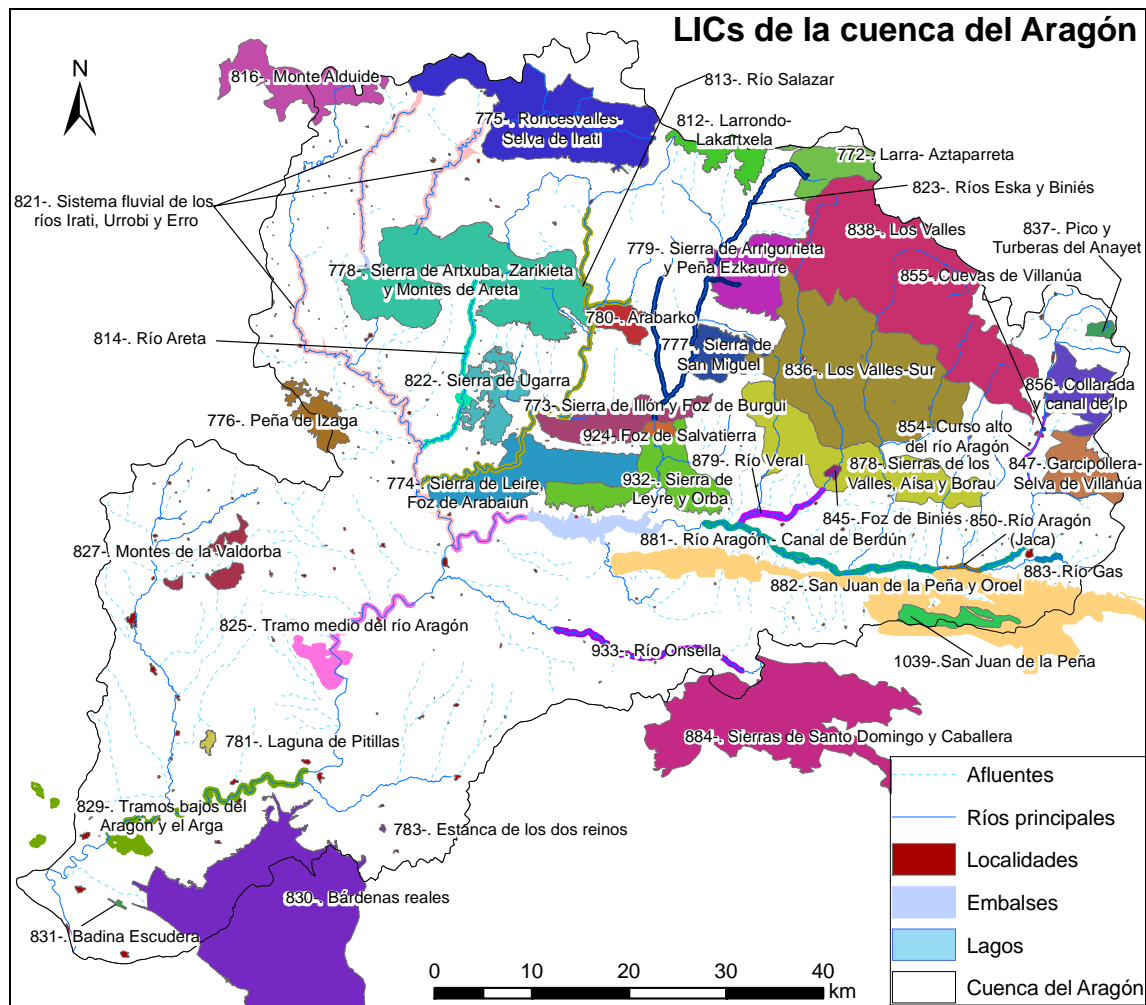 LICs de la cuenca del Aragón
N
816-. Monte Alduide
813-. Río Salazar
775-. Roncesvalles-
Selva de Irati
812-. Larrondo-
Lakartxela
772-. Larra- Aztaparreta
823-. Ríos Eska y Biniés
821-. Sistema fluvial de los
ríos Irati, Urrobi y Erro
838-. Los Valles
837-. Pico y
Turberas del Anayet
779-. Sierra de Arrigorrieta
y Peña Ezkaurre
855-.Cuevas de Villanúa
778-. Sierra de Artxuba, Zarikieta
y Montes de Areta
780-. Arabarko
814-. Río Areta
777-. Sierra de
San Miguel
836-. Los Valles-Sur
822-. Sierra de Ugarra
856-.Collarada
y canal de Ip
773-.Sierra de Illón y Foz de Burgui
776-. Peña de Izaga
924-.Foz de Salvatierra
854-.Curso alto
del río Aragón
879-. Río Veral
878-.Sierras de los
Valles, Aísa y Borau
847-.Garcipollera-
Selva de Villanúa
774-. Sierra de Leire,
Foz de Arabaiun
932-. Sierra de
Leyre y Orba
845-.Foz de Biniés
850-.Río Aragón
(Jaca)
881-. Río Aragón - Canal de Berdún
827-. Montes de la Valdorba
883-.Río Gas
882-.San Juan de la Peña y Oroel
825-. Tramo medio del río Aragón
933-. Río Onsella
1039-.San Juan de la Peña
781-. Laguna de Pitillas
884-. Sierras de Santo Domingo y Caballera
829-. Tramos bajos del
Aragón y el Arga
783-. Estanca de los dos reinos
830-. Bárdenas reales
831-. Badina Escudera
Afluentes
Ríos principales
Localidades
Embalses
Lagos
Cuenca del Aragón
0 10 20 30 40
km